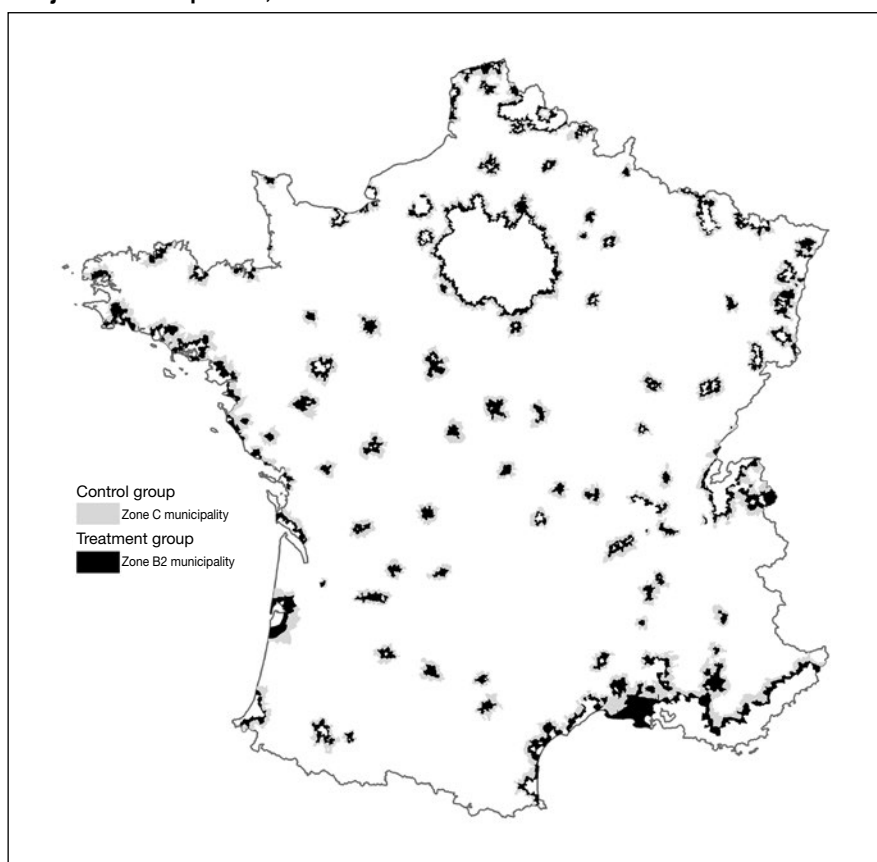 Control group
Zone C municipality
Treatment group
Zone B2 municipality